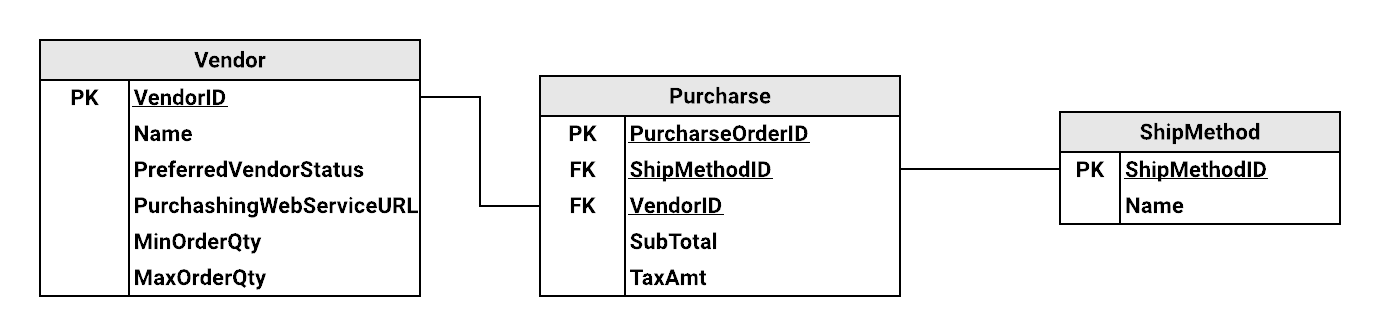 Vendor
PK VendorID
Name
PreferredVendorStatus
PurchashingWebServiceURL
MinOrderQty
MaxOrderQty
Purcharse
PK PurcharseOrderID
FK ShipMethodID
FK VendorID
SubTotal
TaxAmt
ShipMethod
PK ShipMethodID
Name